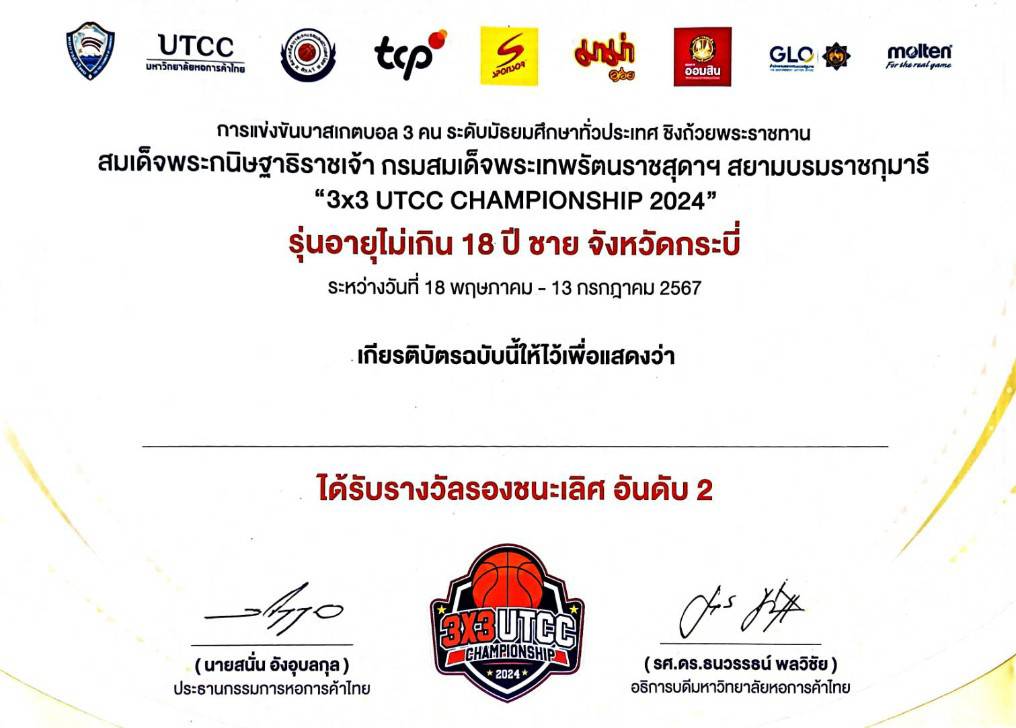 UTCC
มหาวิทยาลัยหอการค้าไทย
tcp
S
SPONSOR
มาม่า
อร่อย
ออมสิน
GLO
molten
For the real game
การแข่งขันบาสเกตบอล 3 คน ระดับมัธยมศึกษาทั่วประเทศ ชิงถ้วยพระราชทาน
สมเด็จพระกนิษฐาธิราชเจ้า กรมสมเด็จพระเทพรัตนราชสุดาฯ สยามบรมราชกุมารี
“3x3 UTCC CHAMPIONSHIP 2024”
รุ่นอายุไม่เกิน 18 ปี ชาย จังหวัดกระบี่
ระหว่างวันที่ 18 พฤษภาคม - 13 กรกฎาคม 2567
เกียรติบัตรฉบับนี้ให้ไว้เพื่อแสดงว่า
ได้รับรางวัลรองชนะเลิศ อันดับ 2
3X3 UTCC
CHAMPIONSHIP
2024
( นายสนั่น อังอุบลกุล )
ประธานกรรมการหอการค้าไทย
( รศ.ดร.ธนวรรธน์ พลวิชัย )
อธิการบดีมหาวิทยาลัยหอการค้าไทย